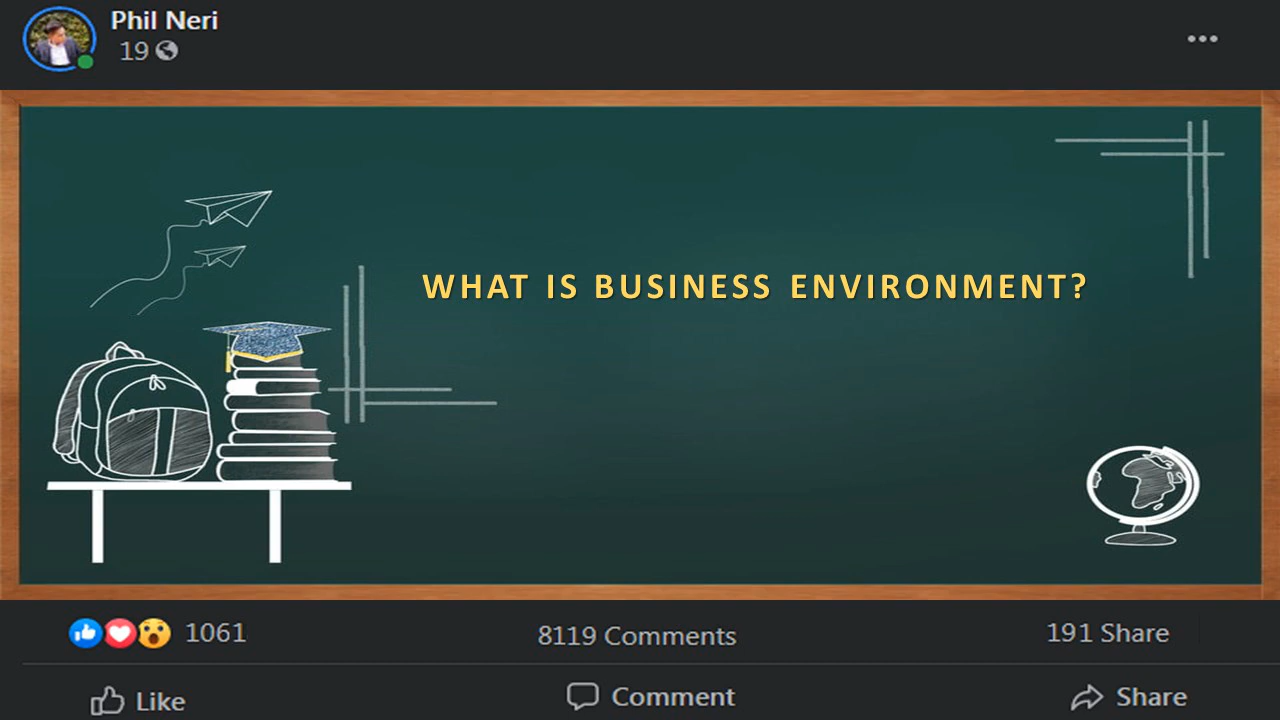 Phil Neri
19
WHAT IS BUSINESS ENVIRONMENT?
1061
8119 Comments
191 Share
Like
Comment
Share